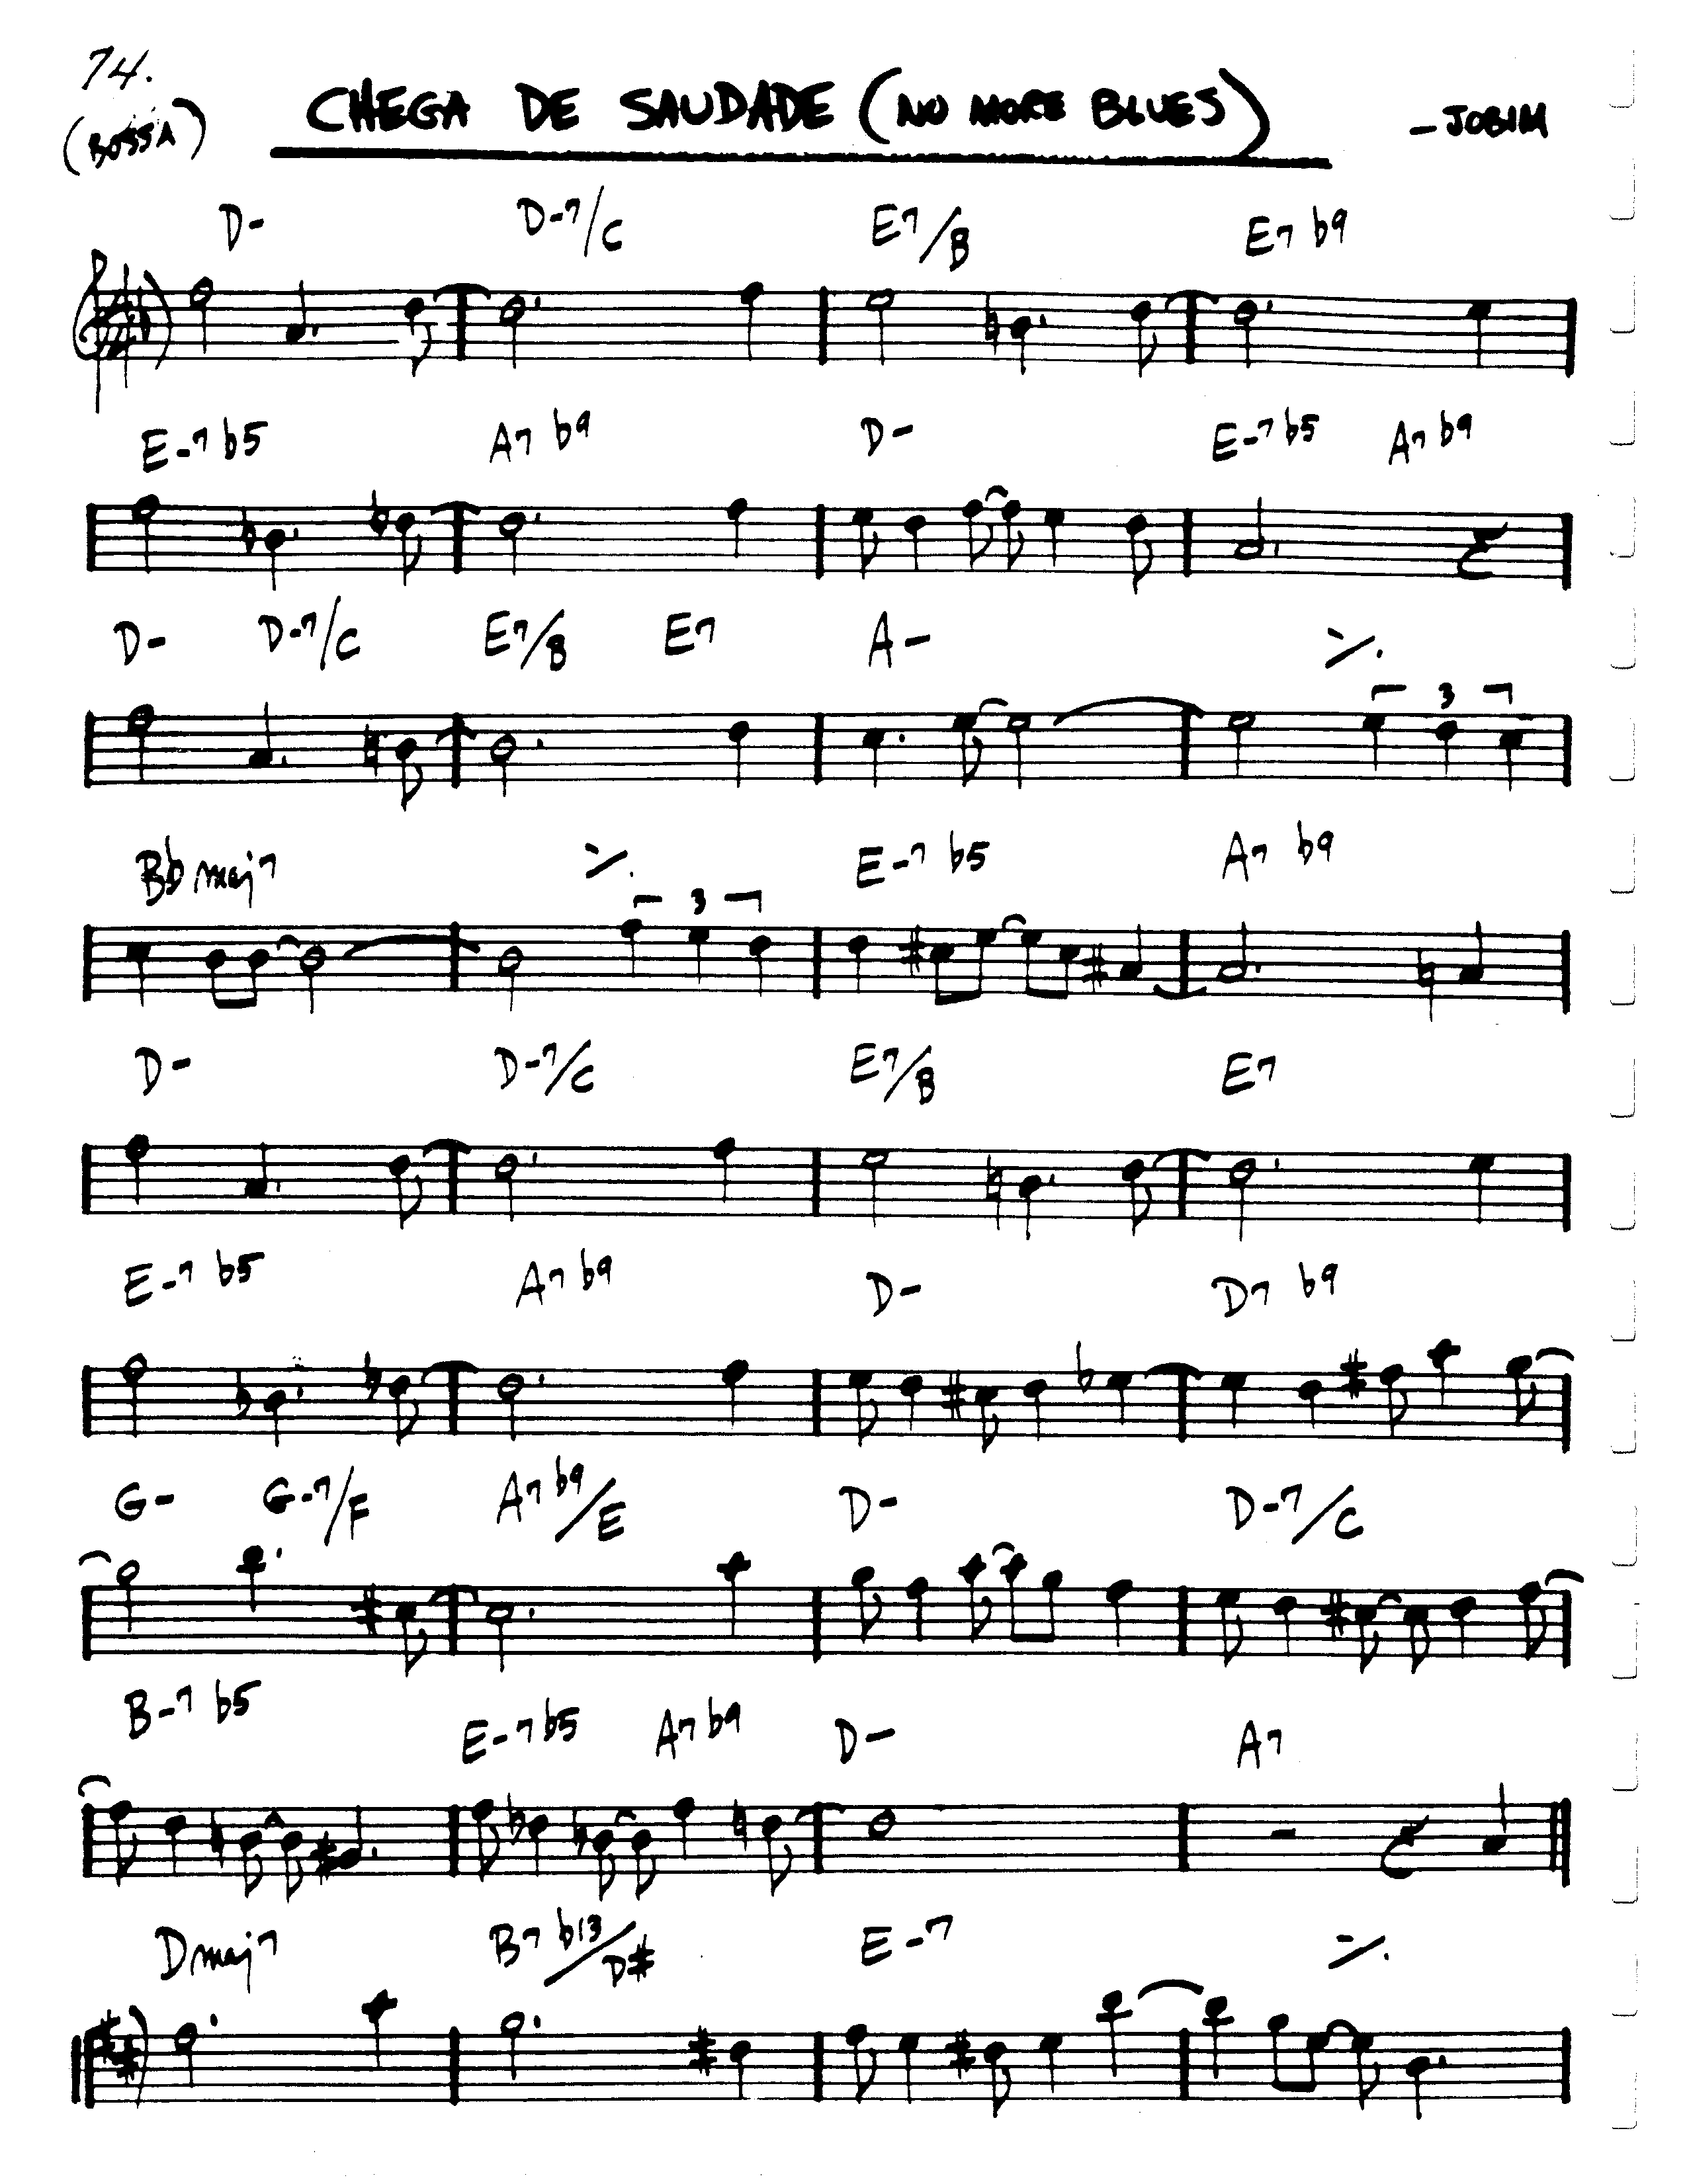 74.
(BOSSA) CHEGA DE SAUDADE (NO MORE BLUES) -JOBIM
D- D-7/C E7/B E7 b9
E-7 b5 A7 b9 D- E-7 b5 A7 b9
D- D-7/C E7/B E7 A- ٪
3
Bb maj7 ٪ E-7 b5 A7 b9
3
D- D-7/C E7/B E7
E-7 b5 A7 b9 D- D7 b9
G- G-7/F A7 b9/E D- D-7/C
B-7 b5 E-7 b5 A7 b9 D- A7
D maj7 B7 b13/D# E-7 ٪